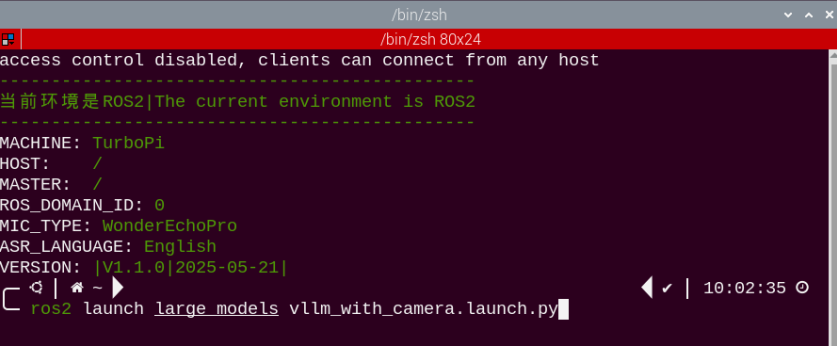 /bin/zsh
/bin/zsh 80x24
access control disabled, clients can connect from any host
----------------------------------------------
当前环境是ROS2|The current environment is ROS2
----------------------------------------------
MACHINE: TurboPi
HOST: /
MASTER: /
ROS_DOMAIN_ID: 0
MIC_TYPE: WonderEchoPro
ASR_LANGUAGE: English
VERSION: |V1.1.0|2025-05-21|
~ ✔ 10:02:35
ros2 launch large_models vllm_with_camera.launch.py